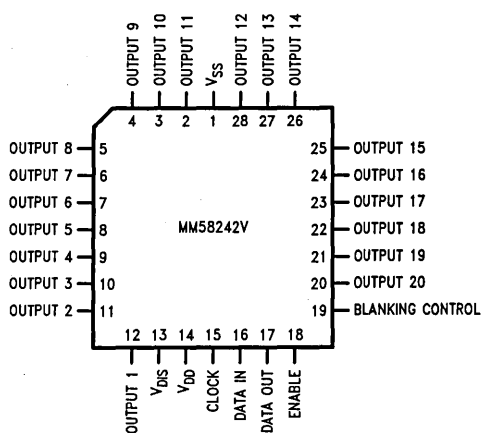 OUTPUT 9
OUTPUT 10
OUTPUT 11
VSS
OUTPUT 12
OUTPUT 13
OUTPUT 14
4 3 2 1 28 27 26
OUTPUT 8 5
OUTPUT 7 6
OUTPUT 6 7
OUTPUT 5 8
OUTPUT 4 9
OUTPUT 3 10
OUTPUT 2 11
MM58242V
25 OUTPUT 15
24 OUTPUT 16
23 OUTPUT 17
22 OUTPUT 18
21 OUTPUT 19
20 OUTPUT 20
19 BLANKING CONTROL
12 13 14 15 16 17 18
OUTPUT 1
VDIS
VDD
CLOCK
DATA IN
DATA OUT
ENABLE